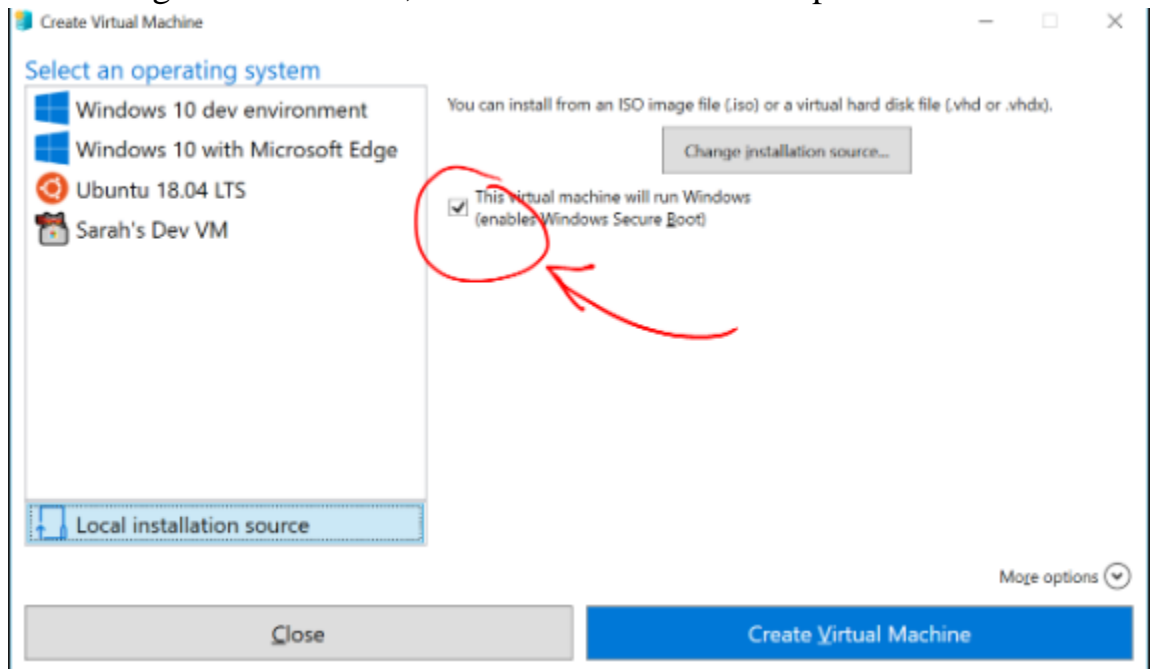 Create Virtual Machine
Select an operating system
Windows 10 dev environment
Windows 10 with Microsoft Edge
Ubuntu 18.04 LTS
Sarah's Dev VM
Local installation source
You can install from an ISO image file (.iso) or a virtual hard disk file (.vhd or .vhdx).
Change installation source...
This virtual machine will run Windows
(enables Windows Secure Boot)
More options
Close
Create Virtual Machine